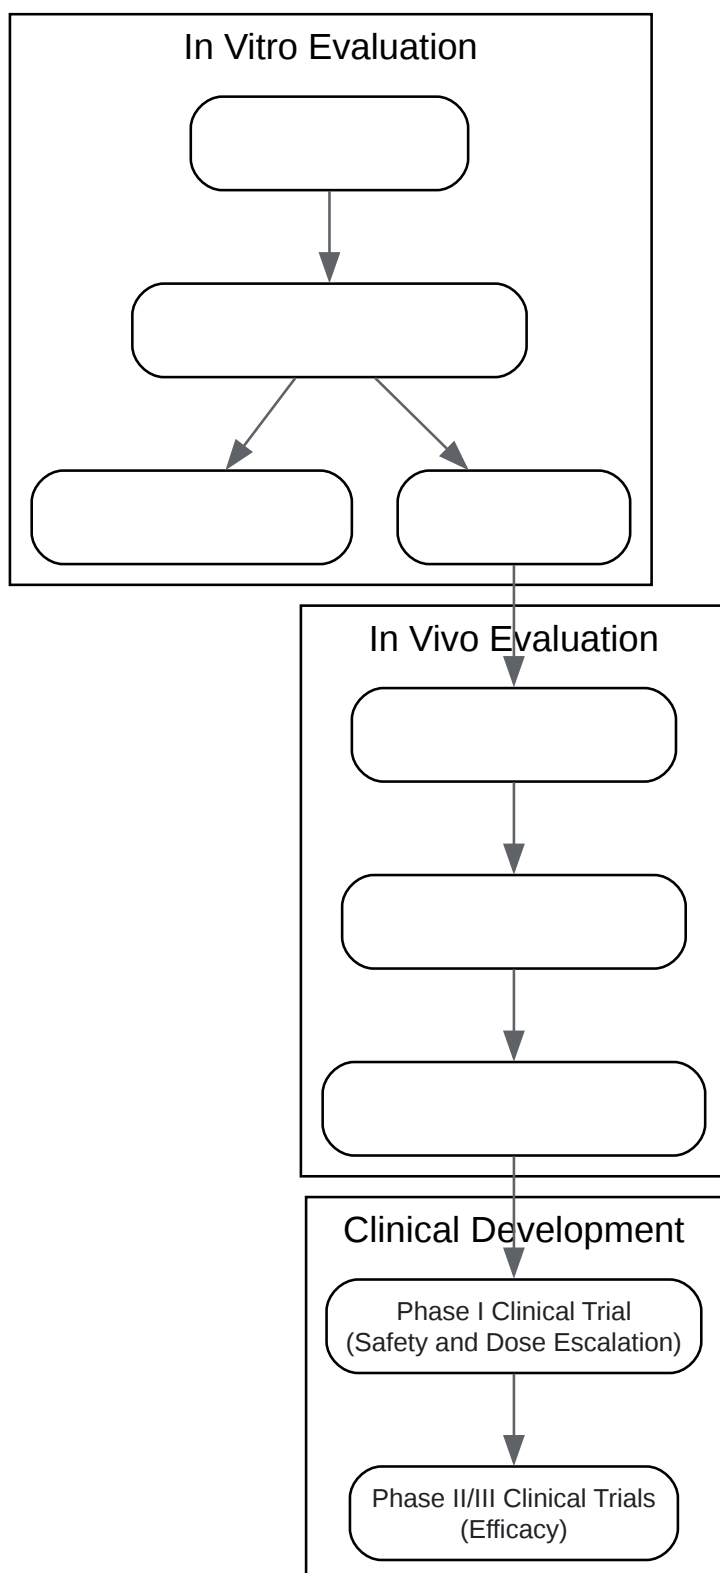 In Vitro Evaluation
In Vivo Evaluation
Clinical Development
Phase I Clinical Trial
(Safety and Dose Escalation)
Phase II/III Clinical Trials
(Efficacy)